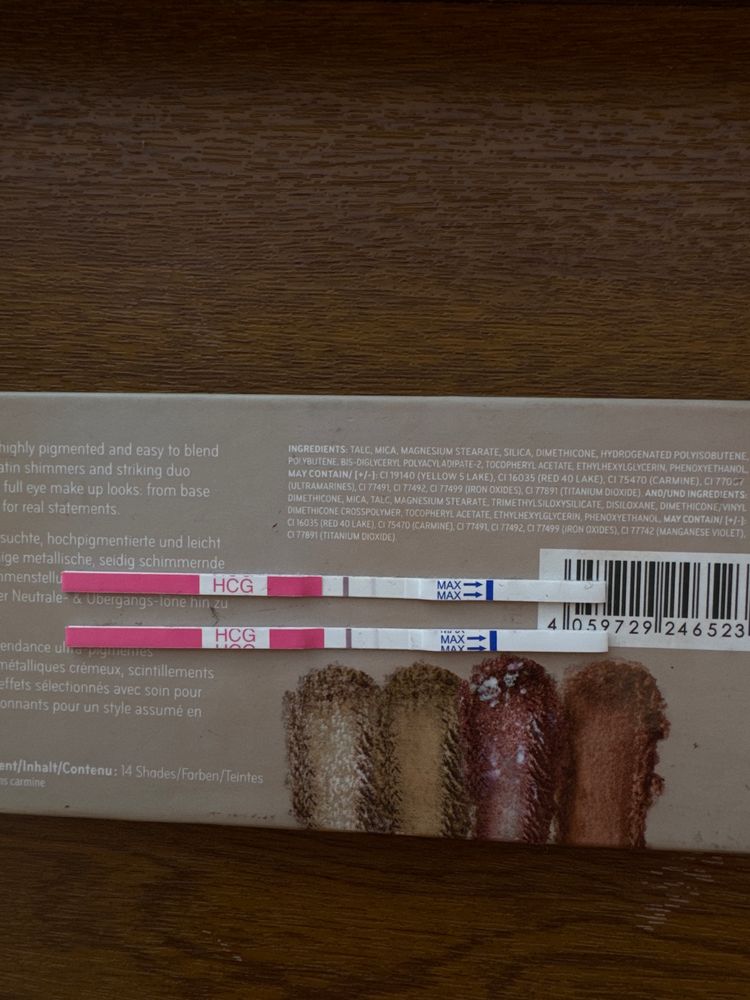 highly pigmented and easy to blend
atin shimmers and striking duo
full eye make up looks: from base
for real statements.
suchte, hochpigmentierte und leicht
ige metallische, seidig schimmernde
nmenstellu
er Neutrale- & Übergangs-Töne hin zu
endance ultra-pigmentés
métalliques crémeux, scintillements
effets sélectionnés avec soin pour
onnants pour un style assumé en
ent/Inhalt/Contenu: 14 Shades/Farben/Teintes
ns carmine
INGREDIENTS: TALC, MICA, MAGNESIUM STEARATE, SILICA, DIMETHICONE, HYDROGENATED POLYISOBUTENE,
POLYBUTENE, BIS-DIGLYCERYL POLYACYLADIPATE-2, TOCOPHERYL ACETATE, ETHYLHEXYLGLYCERIN, PHENOXYETHANOL.
MAY CONTAIN/ [+/-]: CI 19140 (YELLOW 5 LAKE), CI 16035 (RED 40 LAKE), CI 75470 (CARMINE), CI 77007
(ULTRAMARINES), CI 77491, CI 77492, CI 77499 (IRON OXIDES), CI 77891 (TITANIUM DIOXIDE). AND/UND INGREDIENTS:
DIMETHICONE, MICA, TALC, MAGNESIUM STEARATE, TRIMETHYLSILOXYSILICATE, DISILOXANE, DIMETHICONE/VINYL
DIMETHICONE CROSSPOLYMER, TOCOPHERYL ACETATE, ETHYLHEXYLGLYCERIN, PHENOXYETHANOL. MAY CONTAIN/ [+/-]:
CI 16035 (RED 40 LAKE), CI 75470 (CARMINE), CI 77491, CI 77492, CI 77499 (IRON OXIDES), CI 77742 (MANGANESE VIOLET),
CI 77891 (TITANIUM DIOXIDE).
HCG
MAX
MAX
HCG
HCG
MAX
MAX
MAX
4 059729 246523